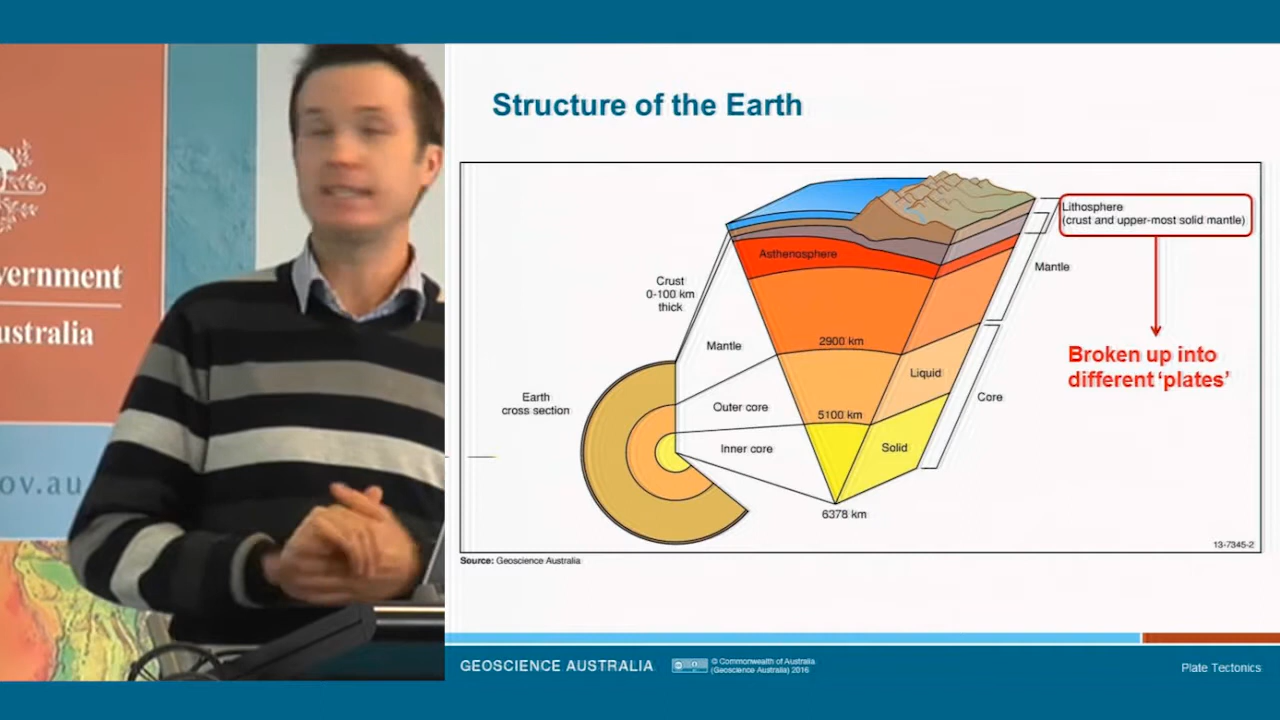 vernment
ustralia
ov.au
Structure of the Earth
Lithosphere
(crust and upper-most solid mantle)
Asthenosphere
Mantle
Crust
0-100 km
thick
2900 km
Mantle
Broken up into
different ‘plates’
Liquid
Earth
cross section
Outer core
5100 km
Core
Inner core
Solid
6378 km
13-7345-2
Source: Geoscience Australia
GEOSCIENCE AUSTRALIA
© Commonwealth of Australia
(Geoscience Australia) 2016
Plate Tectonics